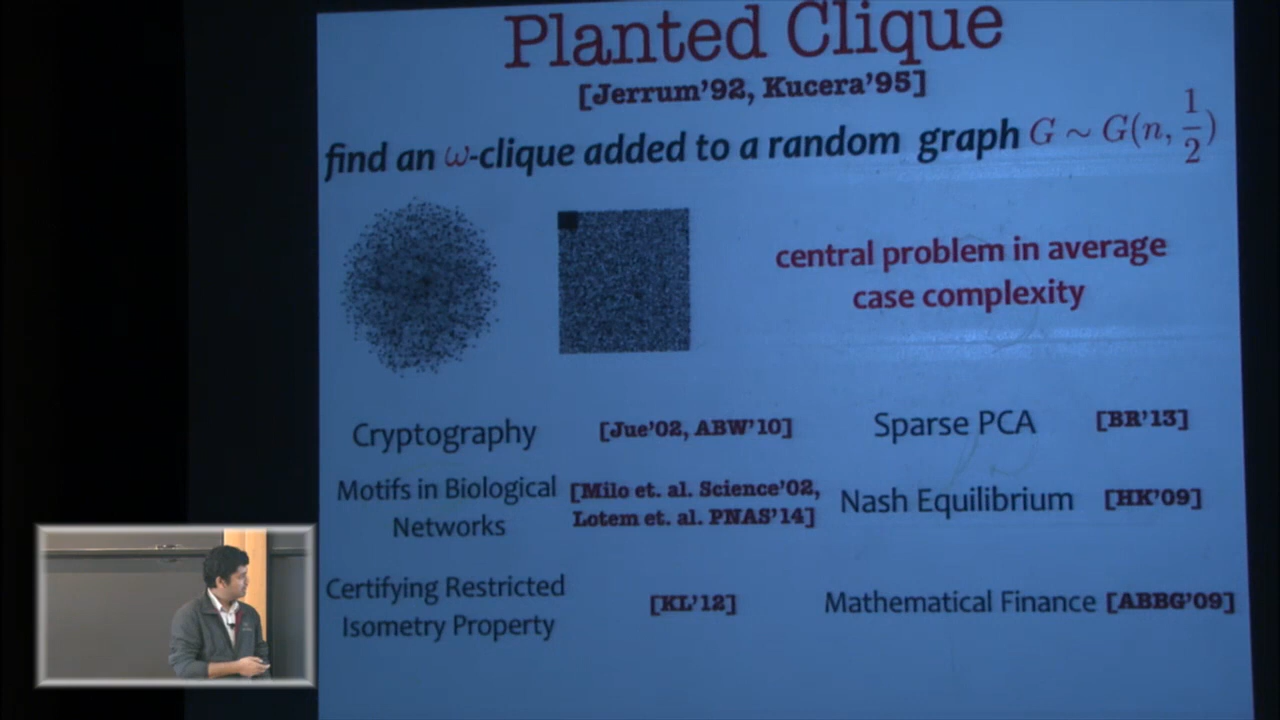 Planted Clique
[Jerrum'92, Kucera'95]
find an ω-clique added to a random graph G ~ G(n, 1/2)
central problem in average
case complexity
Cryptography [Jue'02, ABW'10]
Sparse PCA [BR'13]
Motifs in Biological
Networks
[Milo et. al. Science'02,
Lotem et. al. PNAS'14]
Nash Equilibrium [HK'09]
Certifying Restricted
Isometry Property
[KL'12]
Mathematical Finance [ABBG'09]